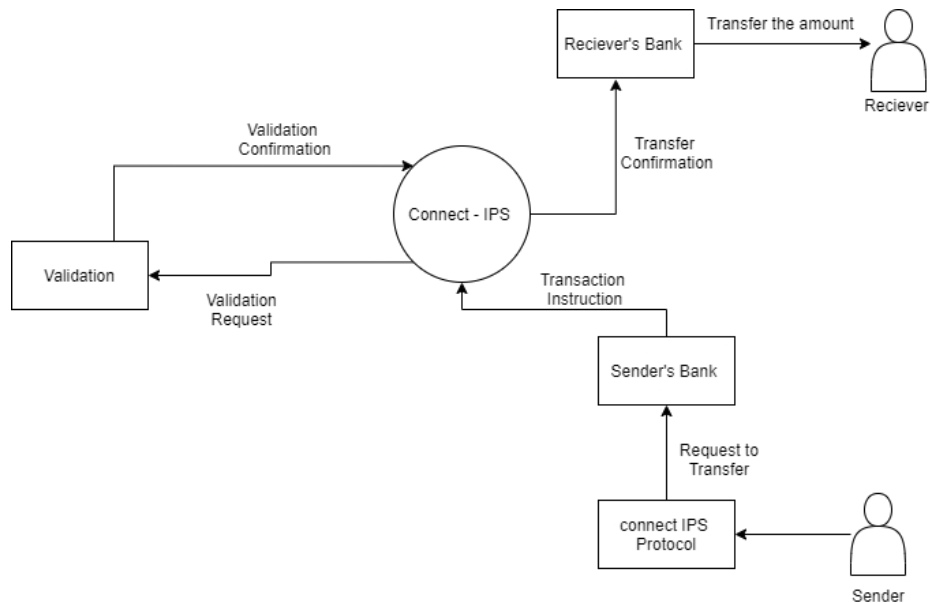 Transfer the amount
Reciever's Bank
Reciever
Validation
Confirmation
Transfer
Confirmation
Connect - IPS
Validation
Validation
Request
Transaction
Instruction
Sender's Bank
Request to
Transfer
connect IPS
Protocol
Sender